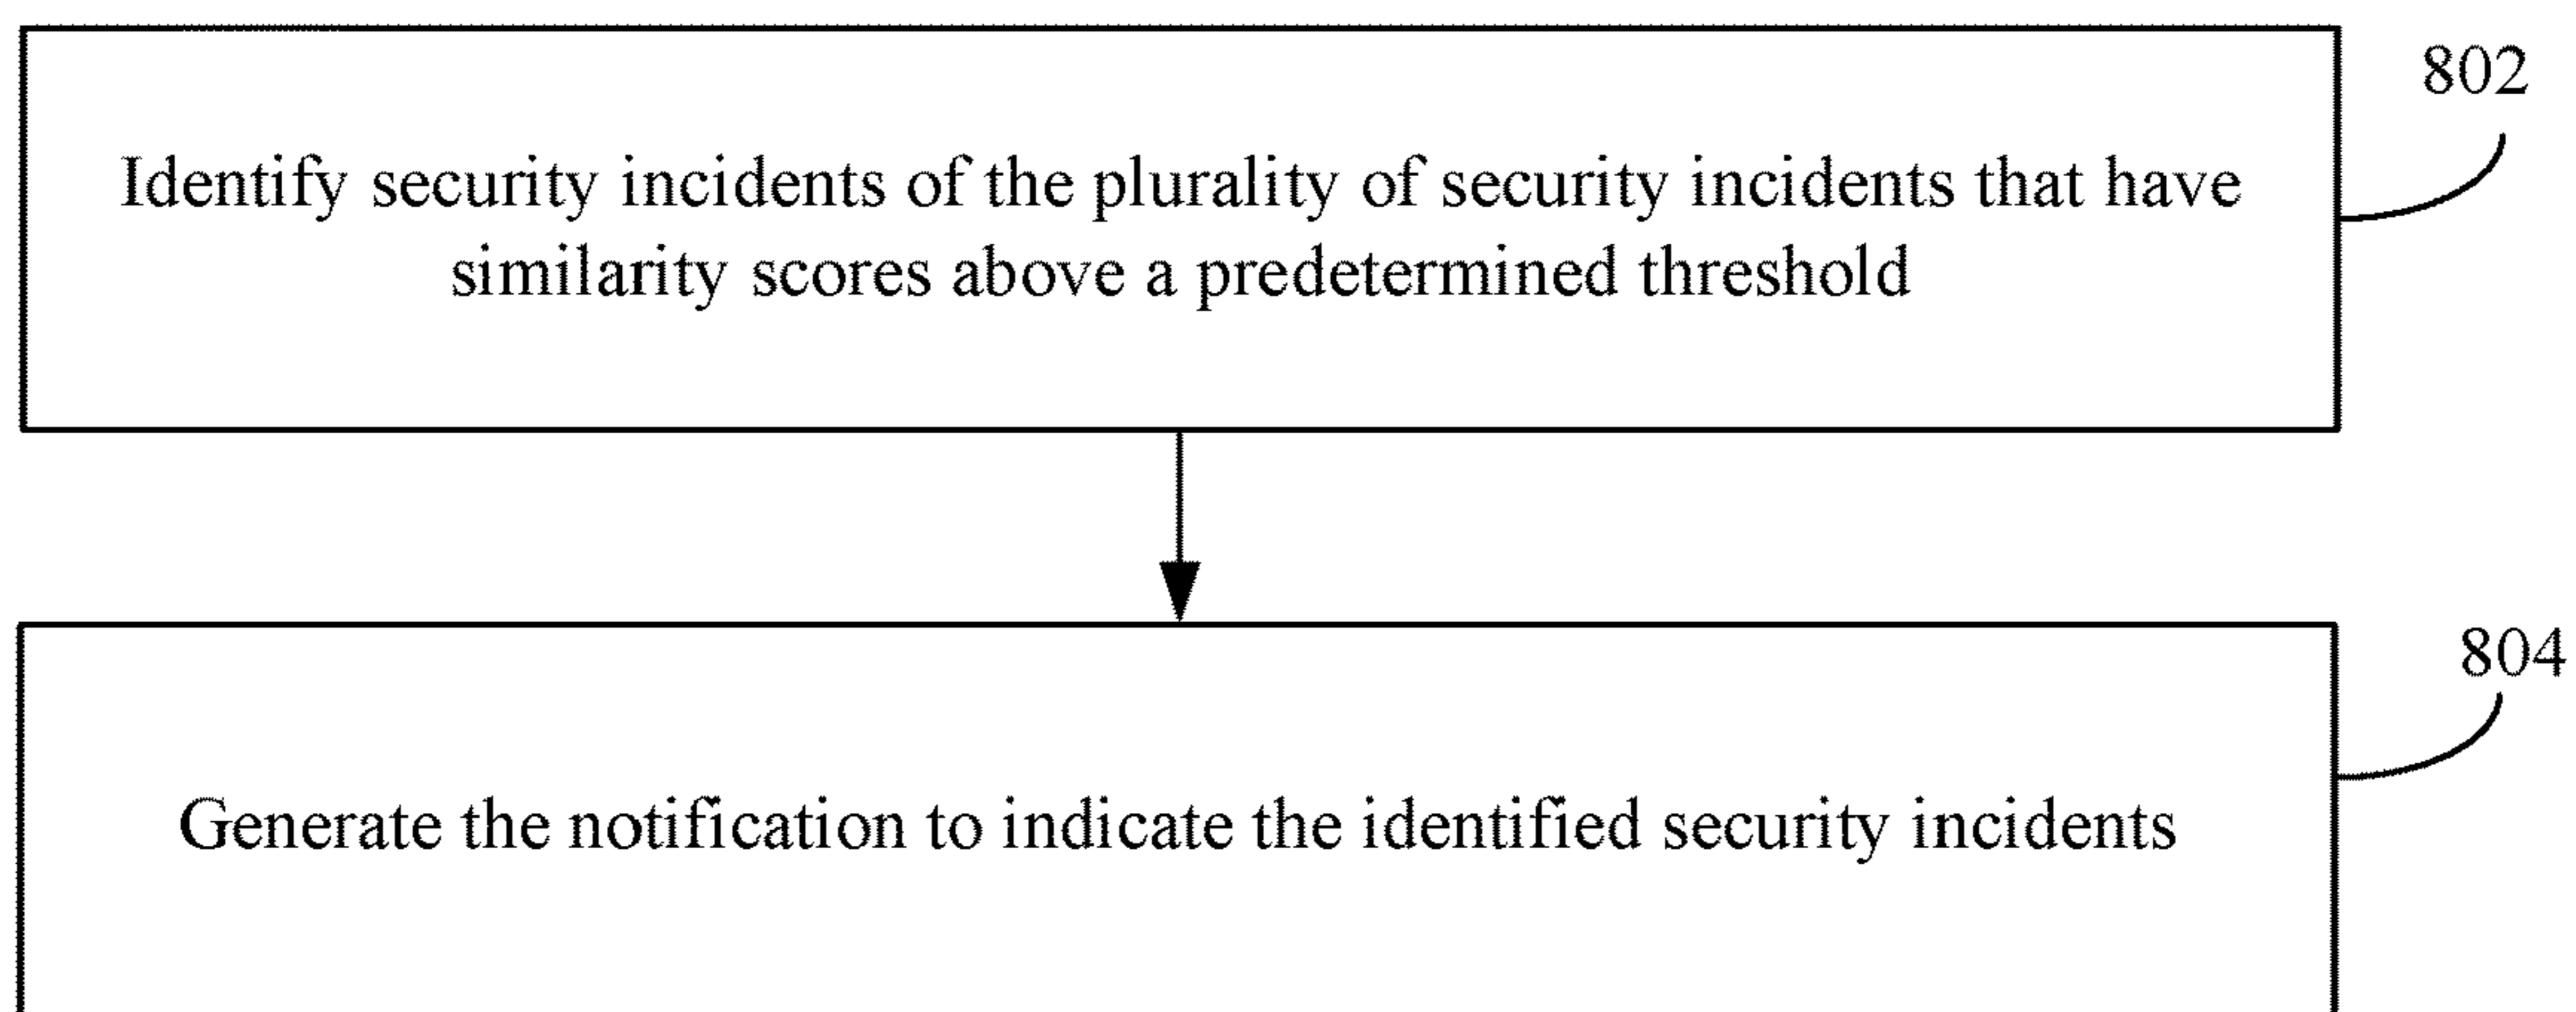 802
Identify security incidents of the plurality of security incidents that have
similarity scores above a predetermined threshold
804
Generate the notification to indicate the identified security incidents